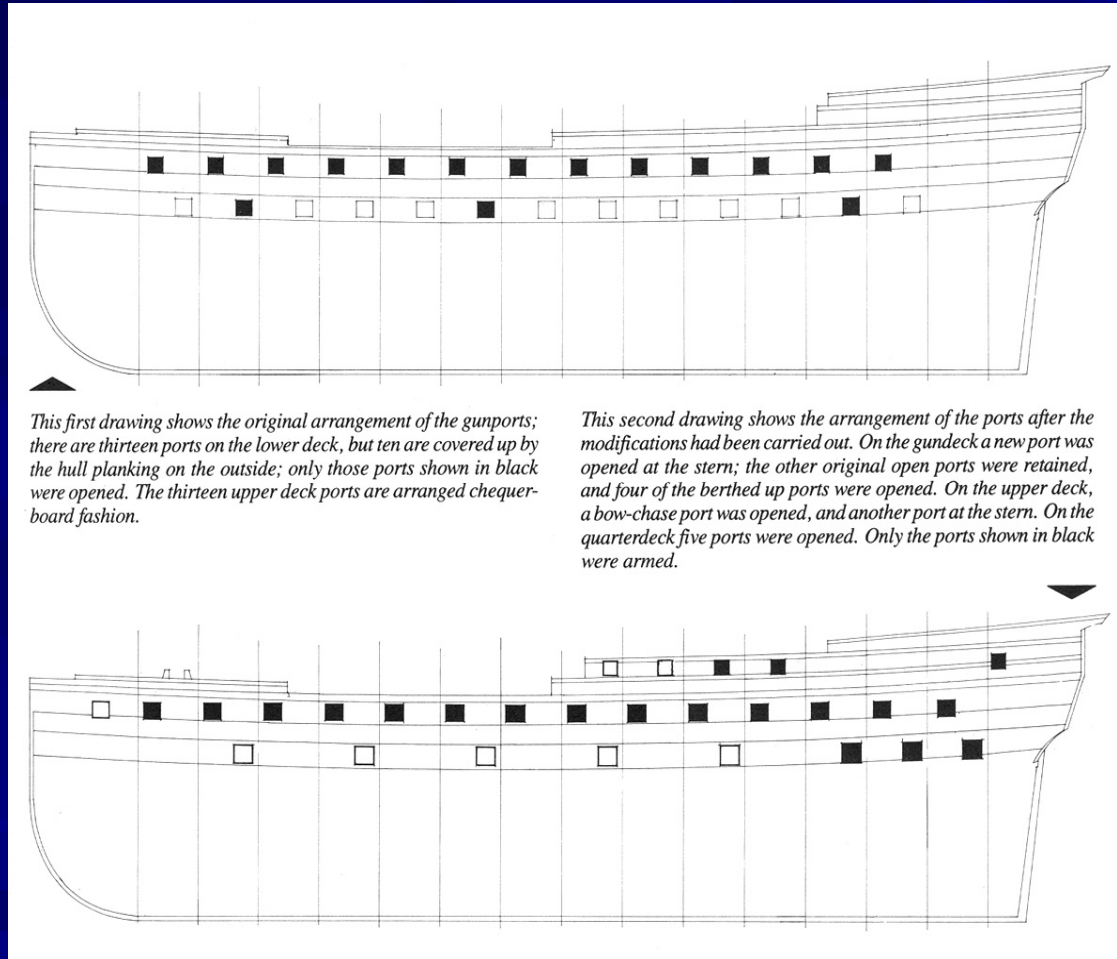 This first drawing shows the original arrangement of the gunports;
there are thirteen ports on the lower deck, but ten are covered up by
the hull planking on the outside; only those ports shown in black
were opened. The thirteen upper deck ports are arranged chequer-
board fashion.
This second drawing shows the arrangement of the ports after the
modifications had been carried out. On the gundeck a new port was
opened at the stern; the other original open ports were retained,
and four of the berthed up ports were opened. On the upper deck,
a bow-chase port was opened, and another port at the stern. On the
quarterdeck five ports were opened. Only the ports shown in black
were armed.